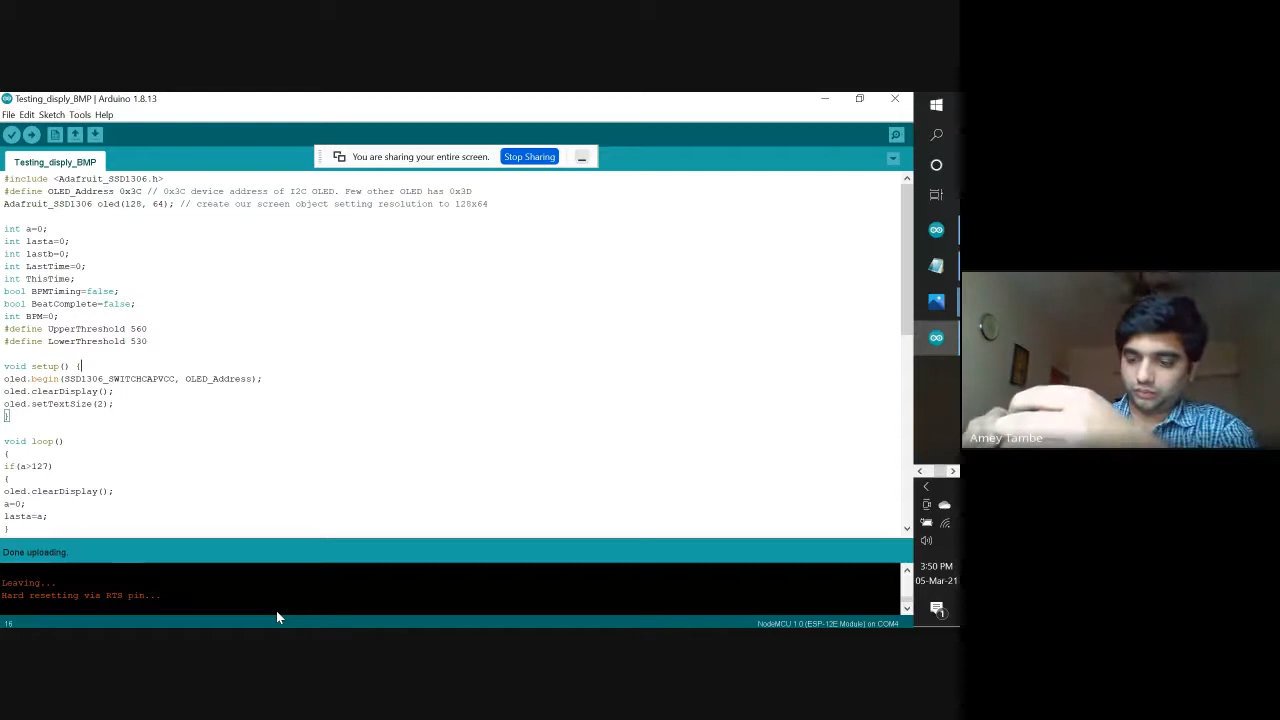 Testing_disply_BMP | Arduino 1.8.13
File Edit Sketch Tools Help
You are sharing your entire screen. Stop Sharing
Testing_disply_BMP
#include <Adafruit_SSD1306.h>
#define OLED_Address 0x3C // 0x3C device address of I2C OLED. Few other OLED has 0x3D
Adafruit_SSD1306 oled(128, 64); // create our screen object setting resolution to 128x64
int a=0;
int lasta=0;
int lastb=0;
int LastTime=0;
int ThisTime;
bool BPMTiming=false;
bool BeatComplete=false;
int BPM=0;
#define UpperThreshold 560
#define LowerThreshold 530
void setup() {
oled.begin(SSD1306_SWITCHCAPVCC, OLED_Address);
oled.clearDisplay();
oled.setTextSize(2);
}
void loop()
{
if(a>127)
{
oled.clearDisplay();
a=0;
lasta=a;
}
Done uploading.
Leaving...
Hard resetting via RTS pin...
16
NodeMCU 1.0 (ESP-12E Module) on COM4
3:50 PM
05-Mar-21
1
Amey Tambe